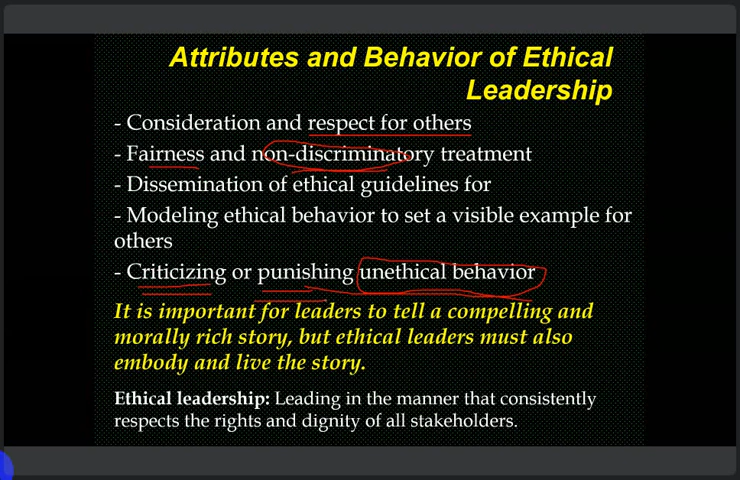 Attributes and Behavior of Ethical
Leadership
- Consideration and respect for others
- Fairness and non-discriminatory treatment
- Dissemination of ethical guidelines for
- Modeling ethical behavior to set a visible example for
others
- Criticizing or punishing unethical behavior
It is important for leaders to tell a compelling and
morally rich story, but ethical leaders must also
embody and live the story.
Ethical leadership: Leading in the manner that consistently
respects the rights and dignity of all stakeholders.